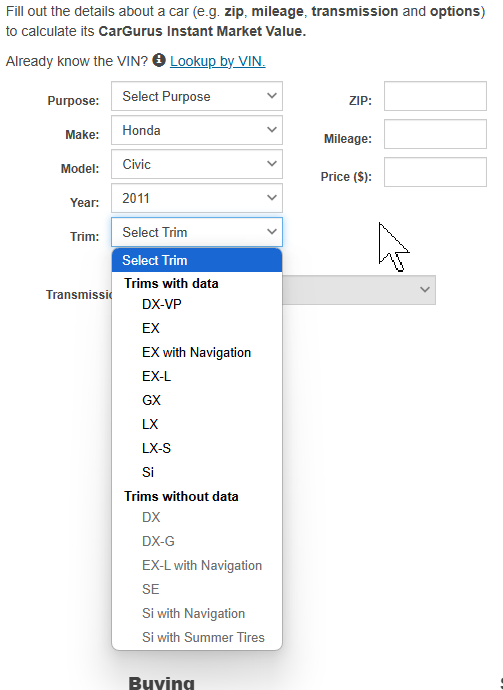 Fill out the details about a car (e.g. zip, mileage, transmission and options)
to calculate its CarGurus Instant Market Value.
Already know the VIN? Lookup by VIN.
Purpose: Select Purpose
ZIP:
Make: Honda
Mileage:
Model: Civic
Price ($):
Year: 2011
Trim: Select Trim
Select Trim
Trims with data
DX-VP
EX
EX with Navigation
EX-L
GX
LX
LX-S
Si
Trims without data
DX
DX-G
EX-L with Navigation
SE
Si with Navigation
Si with Summer Tires
Transmissi
Buying